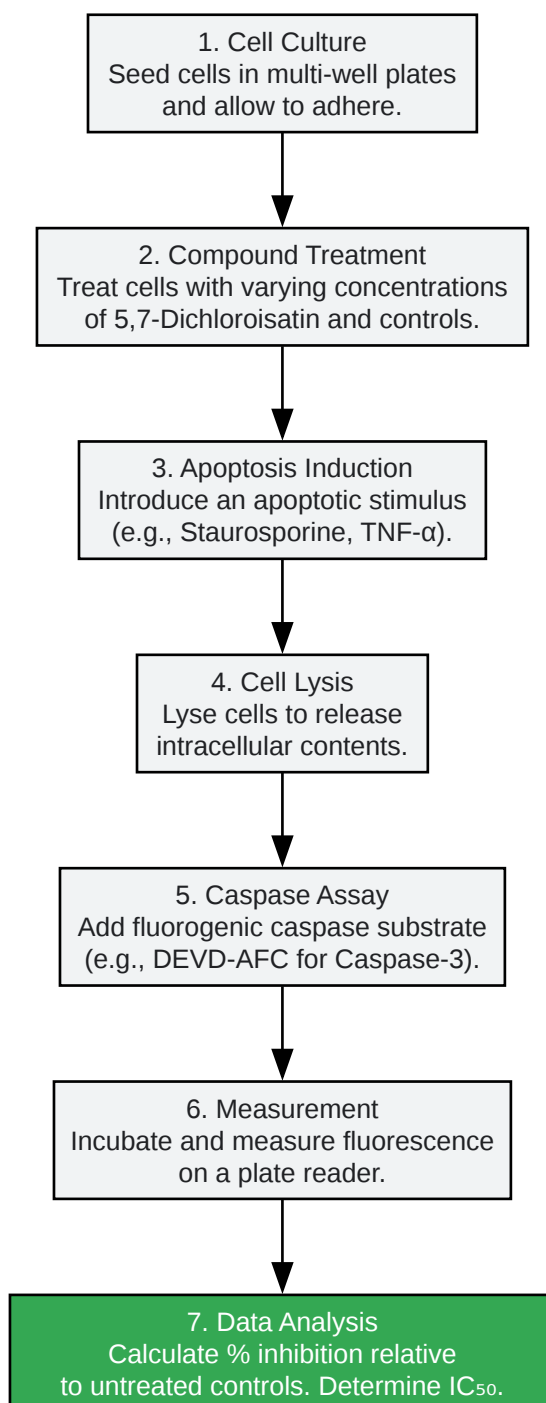 1. Cell Culture
Seed cells in multi-well plates
and allow to adhere.
2. Compound Treatment
Treat cells with varying concentrations
of 5,7-Dichloroisatin and controls.
3. Apoptosis Induction
Introduce an apoptotic stimulus
(e.g., Staurosporine, TNF-α).
4. Cell Lysis
Lyse cells to release
intracellular contents.
5. Caspase Assay
Add fluorogenic caspase substrate
(e.g., DEVD-AFC for Caspase-3).
6. Measurement
Incubate and measure fluorescence
on a plate reader.
7. Data Analysis
Calculate % inhibition relative
to untreated controls. Determine IC₅₀.